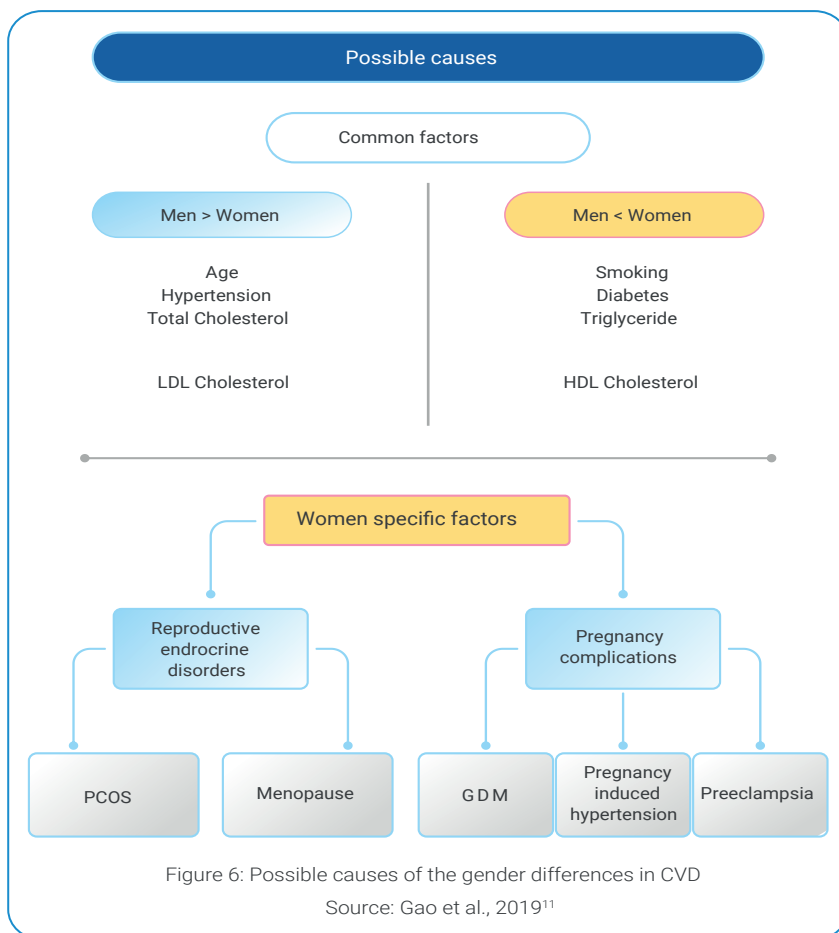 Possible causes
Common factors
Men > Women
Age
Hypertension
Total Cholesterol
LDL Cholesterol
Men < Women
Smoking
Diabetes
Triglyceride
HDL Cholesterol
Women specific factors
Reproductive
endocrine
disorders
Pregnancy
complications
PCOS
Menopause
GDM
Pregnancy
induced
hypertension
Preeclampsia
Figure 6: Possible causes of the gender differences in CVD
Source: Gao et al., 2019¹¹